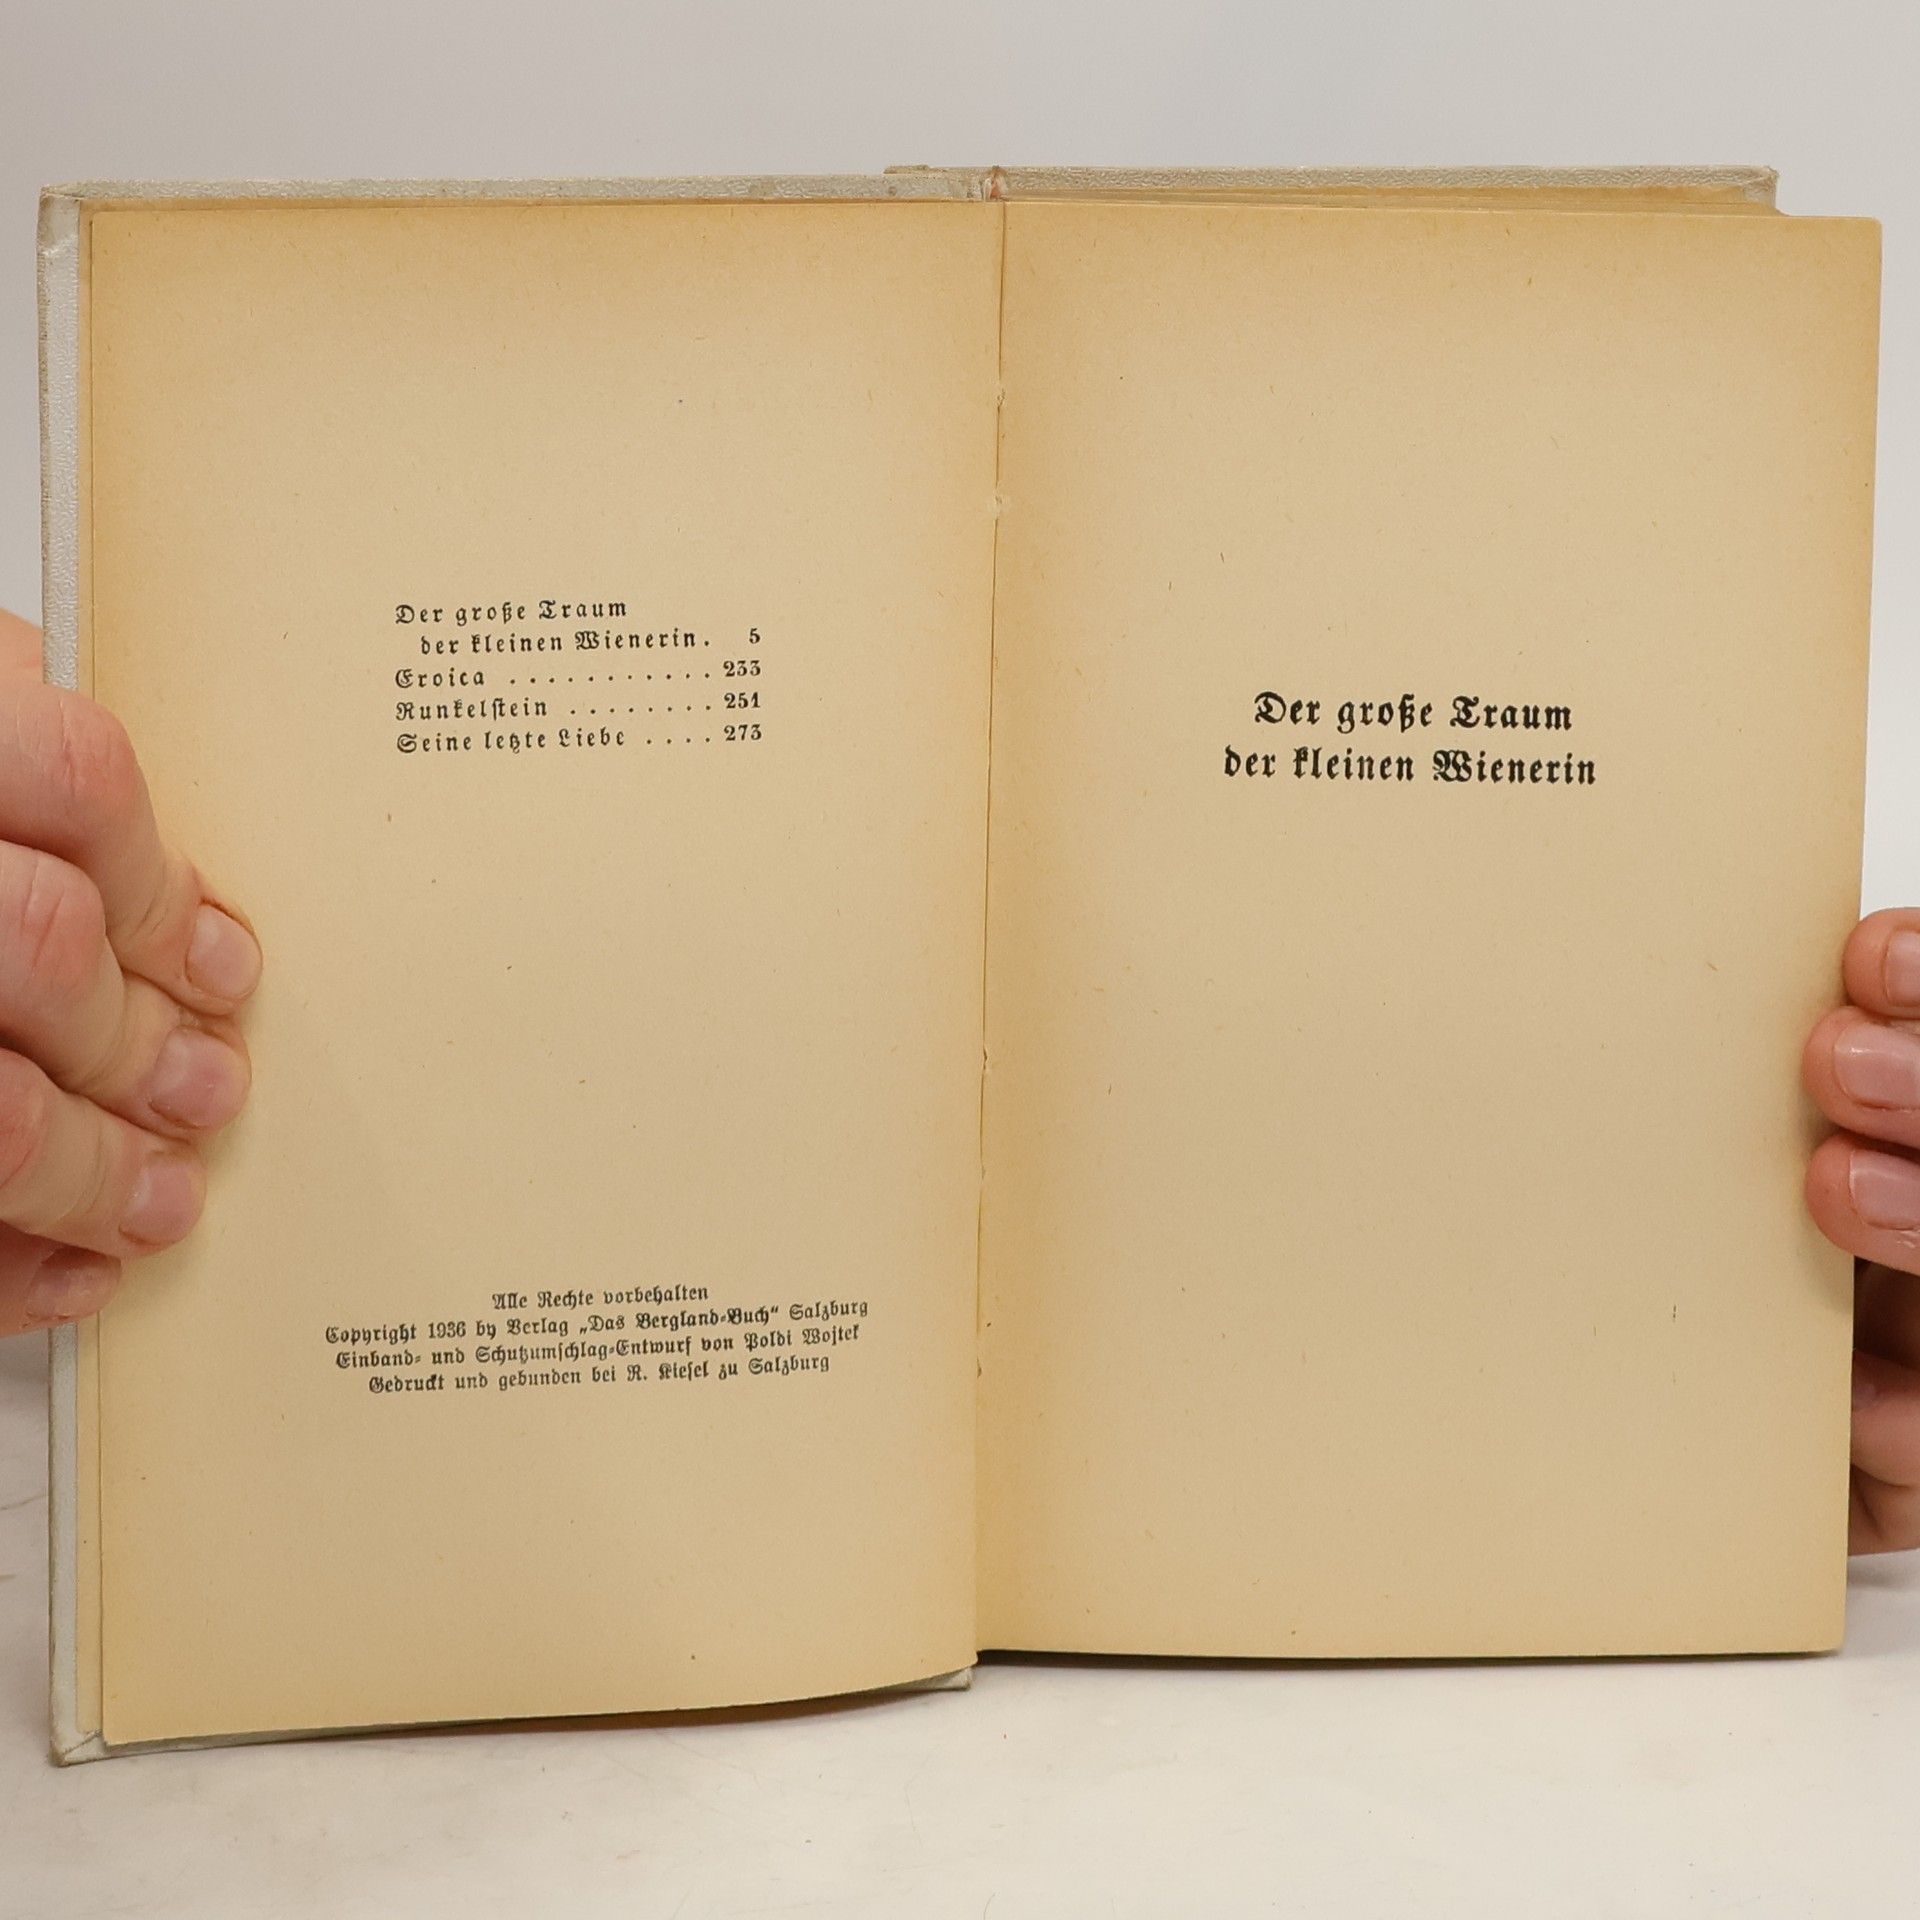 Der große Traum
der kleinen Wienerin. 5
Eroica . . . . . . . . . . . 233
Runkelstein . . . . . . . . 251
Seine letzte Liebe . . . . 273
Alle Rechte vorbehalten
Copyright 1936 by Verlag „Das Bergland-Buch“ Salzburg
Einband- und Schutzumschlag-Entwurf von Poldi Wojtek
Gedruckt und gebunden bei R. Kiesel zu Salzburg
Der große Traum
der kleinen Wienerin